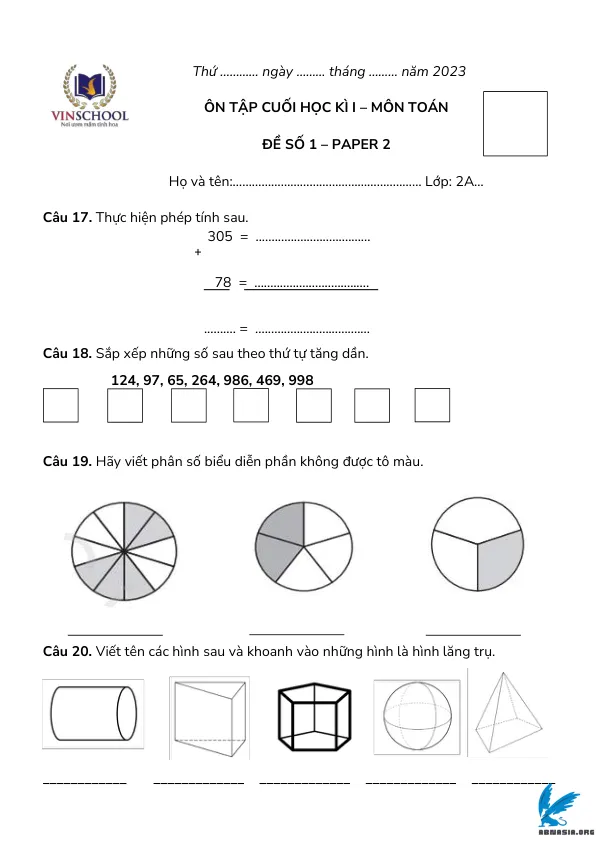 Thứ ............ ngày ......... tháng ......... năm 2023
VINSCHOOL
Nơi ươm mầm tinh hoa
ÔN TẬP CUỐI HỌC KÌ I – MÔN TOÁN
ĐỀ SỐ 1 – PAPER 2
Họ và tên:........................................................... Lớp: 2A...
Câu 17. Thực hiện phép tính sau.
305 = ....................................
+
78 = ....................................
.......... = ....................................
Câu 18. Sắp xếp những số sau theo thứ tự tăng dần.
124, 97, 65, 264, 986, 469, 998
Câu 19. Hãy viết phân số biểu diễn phần không được tô màu.
Câu 20. Viết tên các hình sau và khoanh vào những hình là hình lăng trụ.
____________ _____________ _____________ _____________ ____________
ABNASIA.ORG